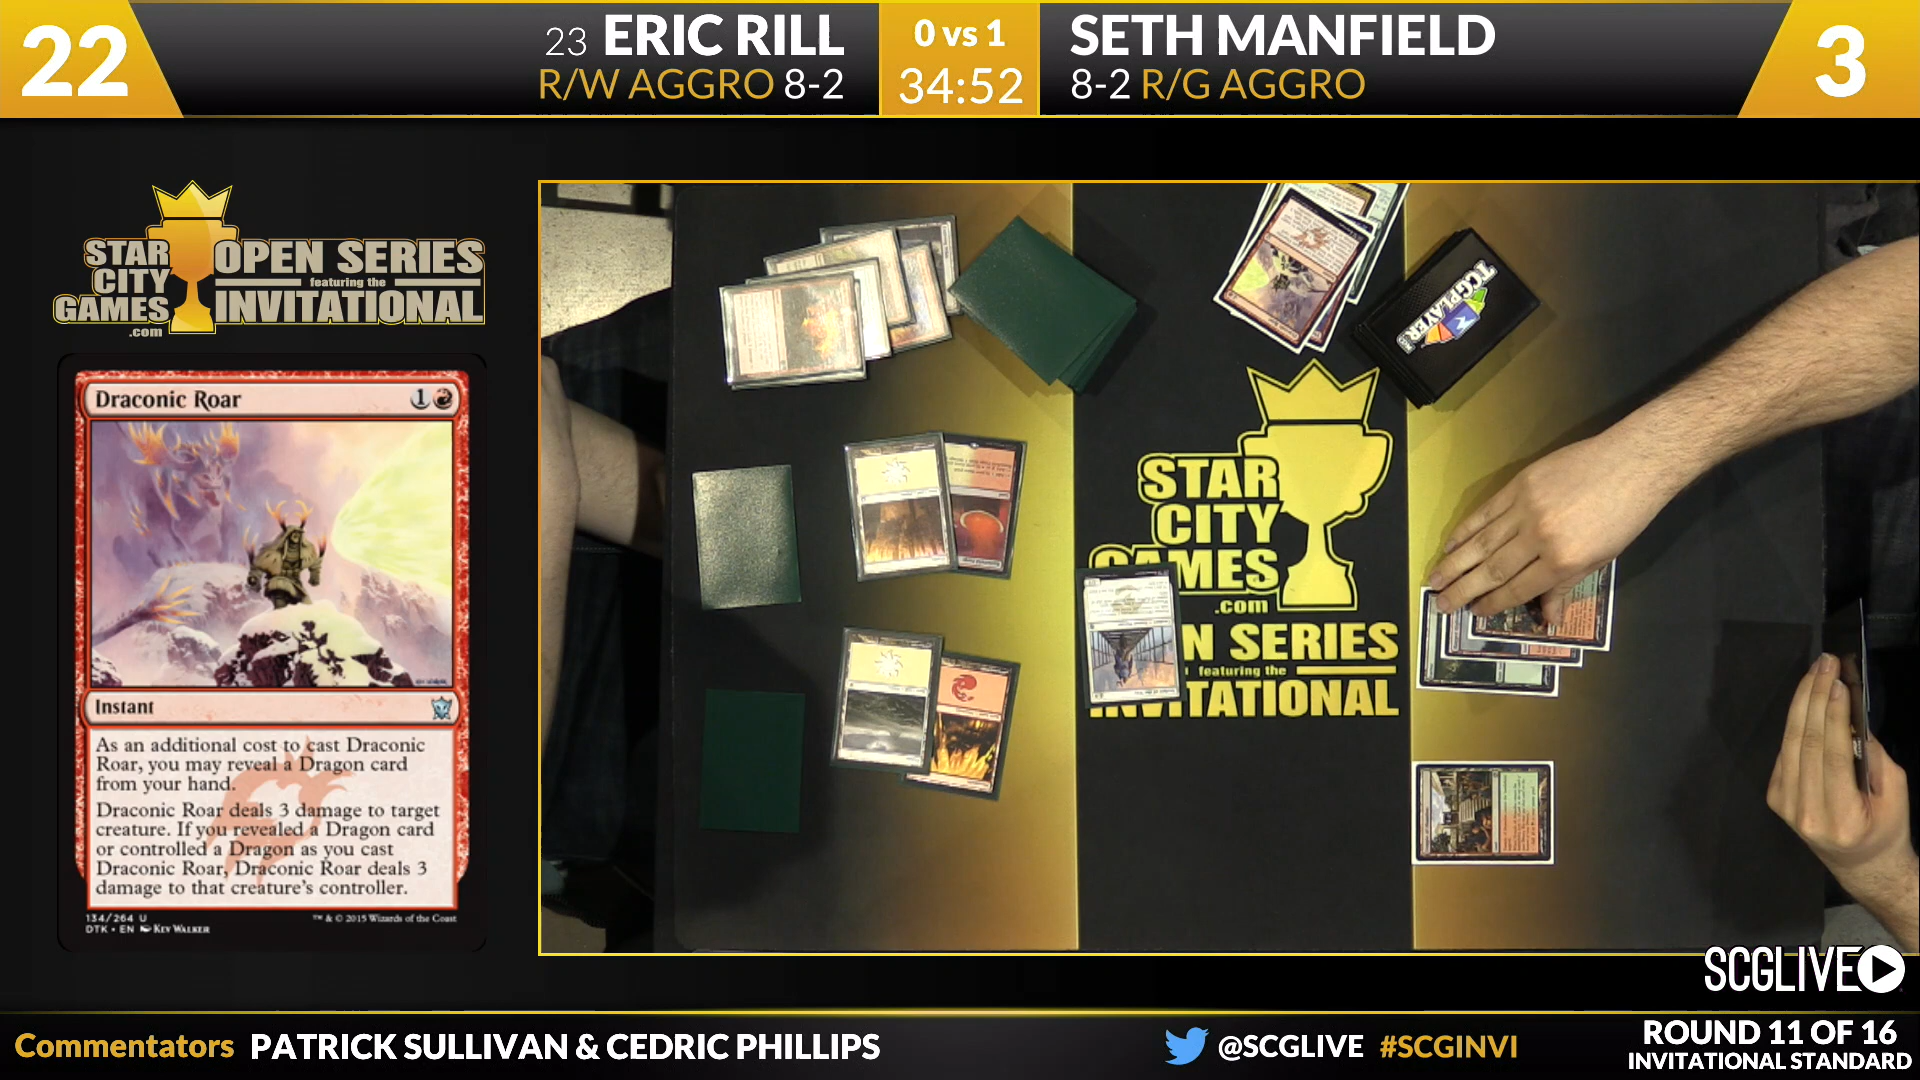 22
23 ERIC RILL
R/W AGGRO 8-2
0 vs 1
34:52
SETH MANFIELD
8-2 R/G AGGRO
3
STAR
CITY
GAMES
.com
OPEN SERIES
featuring the
INVITATIONAL
Draconic Roar 1
Instant
As an additional cost to cast Draconic
Roar, you may reveal a Dragon card
from your hand.
Draconic Roar deals 3 damage to target
creature. If you revealed a Dragon card
or controlled a Dragon as you cast
Draconic Roar, Draconic Roar deals 3
damage to that creature's controller.
134/264 U
DTK • EN KEV WALKER
™ & © 2015 Wizards of the Coast
TCGPLAYER
STAR
CITY
GAMES
.com
N SERIES
featuring the
INVITATIONAL
SCGLIVE
Commentators PATRICK SULLIVAN & CEDRIC PHILLIPS
@SCGLIVE #SCGINVI
ROUND 11 OF 16
INVITATIONAL STANDARD